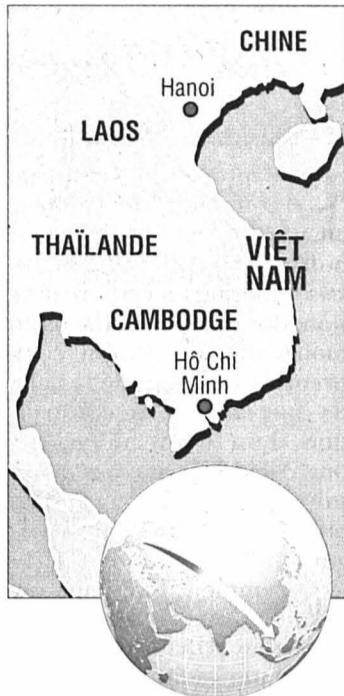 CHINE
Hanoi
LAOS
THAÏLANDE
VIÊT
NAM
CAMBODGE
Hô Chi
Minh